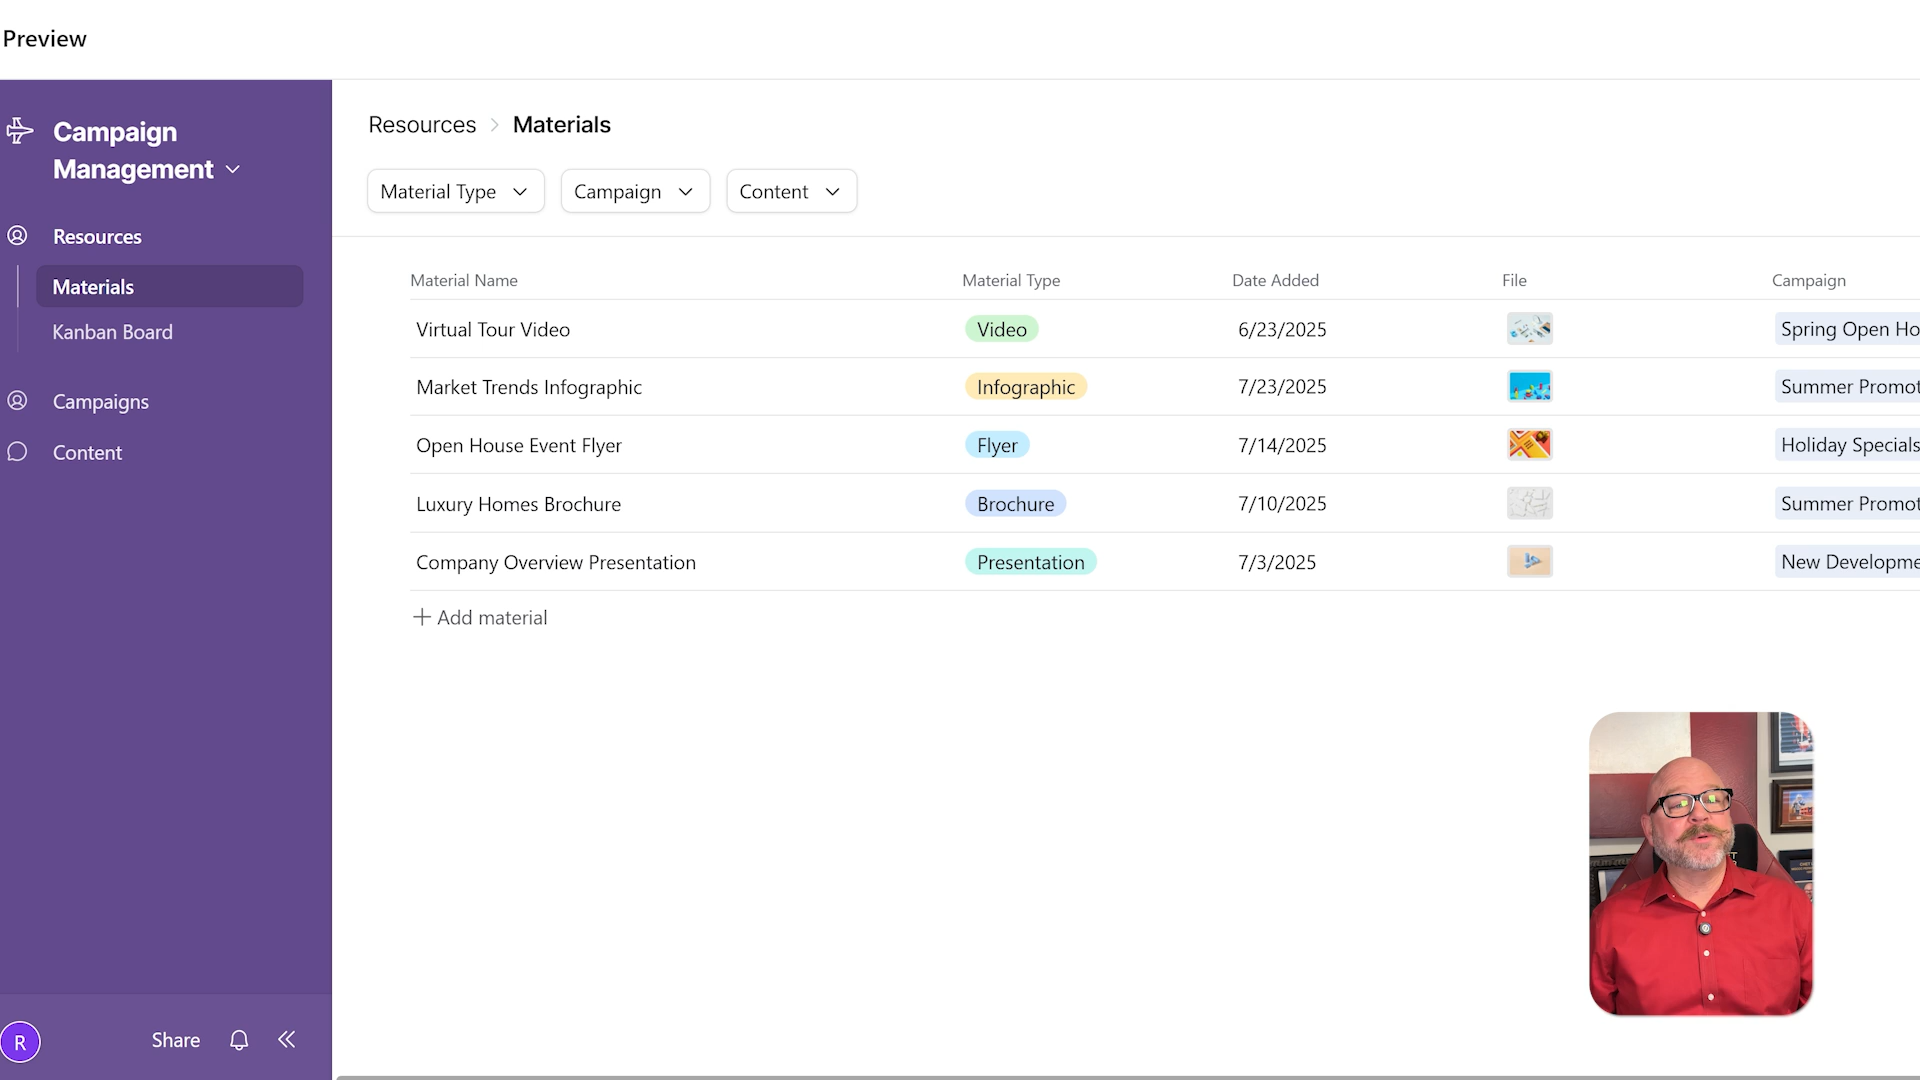 Preview
Campaign
Management
Resources
Materials
Kanban Board
Campaigns
Content
R
Share
Resources > Materials
Material Type
Campaign
Content
Material Name Material Type Date Added File Campaign
Virtual Tour Video Video 6/23/2025 Spring Open Ho
Market Trends Infographic Infographic 7/23/2025 Summer Promot
Open House Event Flyer Flyer 7/14/2025 Holiday Specials
Luxury Homes Brochure Brochure 7/10/2025 Summer Promot
Company Overview Presentation Presentation 7/3/2025 New Developme
+ Add material